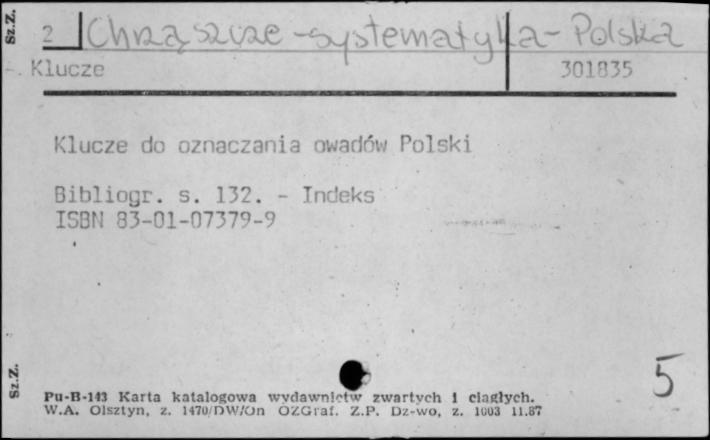 Sz.Z.
2 Chrząszcze - systematyka - Polska
Klucze 301835
Klucze do oznaczania owadów Polski
Bibliogr. s. 132. - Indeks
ISBN 83-01-07379-9
5
Sz.Z.
Pu-B-143 Karta katalogowa wydawnictw zwartych i ciągłych.
W.A. Olsztyn, z. 1470/DW/On OZGraf. Z.P. Dz-wo, z. 1003 11.87